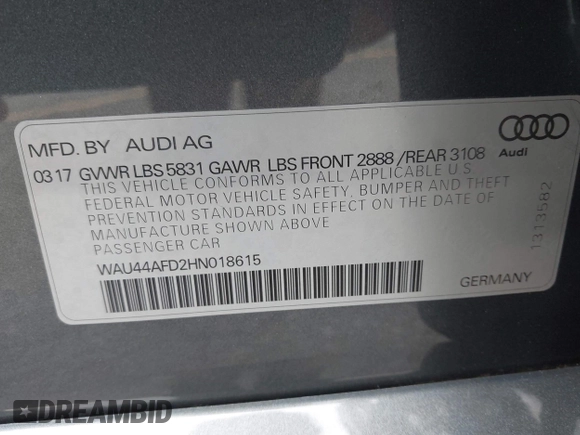 MFD. BY AUDI AG
03 17 GVWR LBS 5831 GAWR LBS FRONT 2888 /REAR 3108
THIS VEHICLE CONFORMS TO ALL APPLICABLE U S
FEDERAL MOTOR VEHICLE SAFETY, BUMPER AND THEFT
PREVENTION STANDARDS IN EFFECT ON THE DATE OF
MANUFACTURE SHOWN ABOVE
PASSENGER CAR
WAU44AFD2HN018615
Audi
1313582
GERMANY
DREAMBID